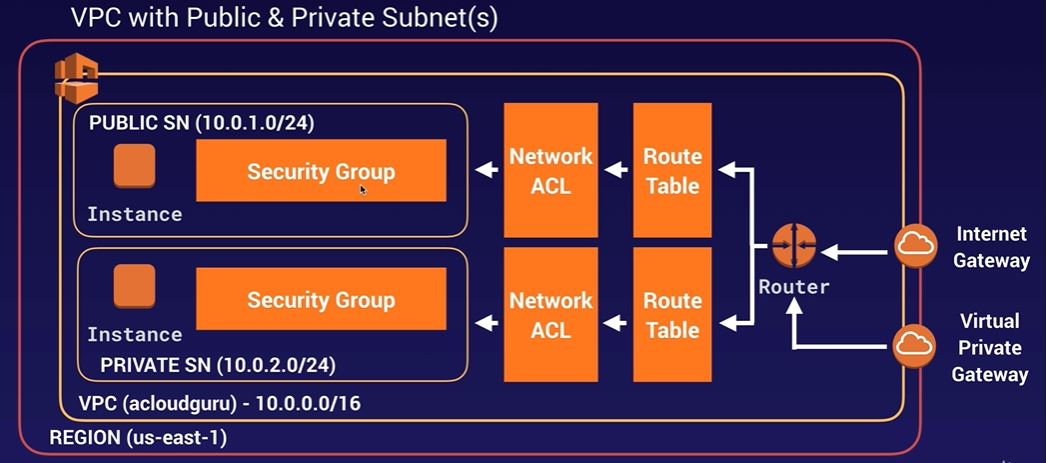 VPC with Public & Private Subnet(s)
PUBLIC SN (10.0.1.0/24)
Security Group
Instance
Network
ACL
Route
Table
Security Group
Instance
PRIVATE SN (10.0.2.0/24)
Network
ACL
Route
Table
Router
Internet
Gateway
Virtual
Private
Gateway
VPC (acloudguru) - 10.0.0.0/16
REGION (us-east-1)